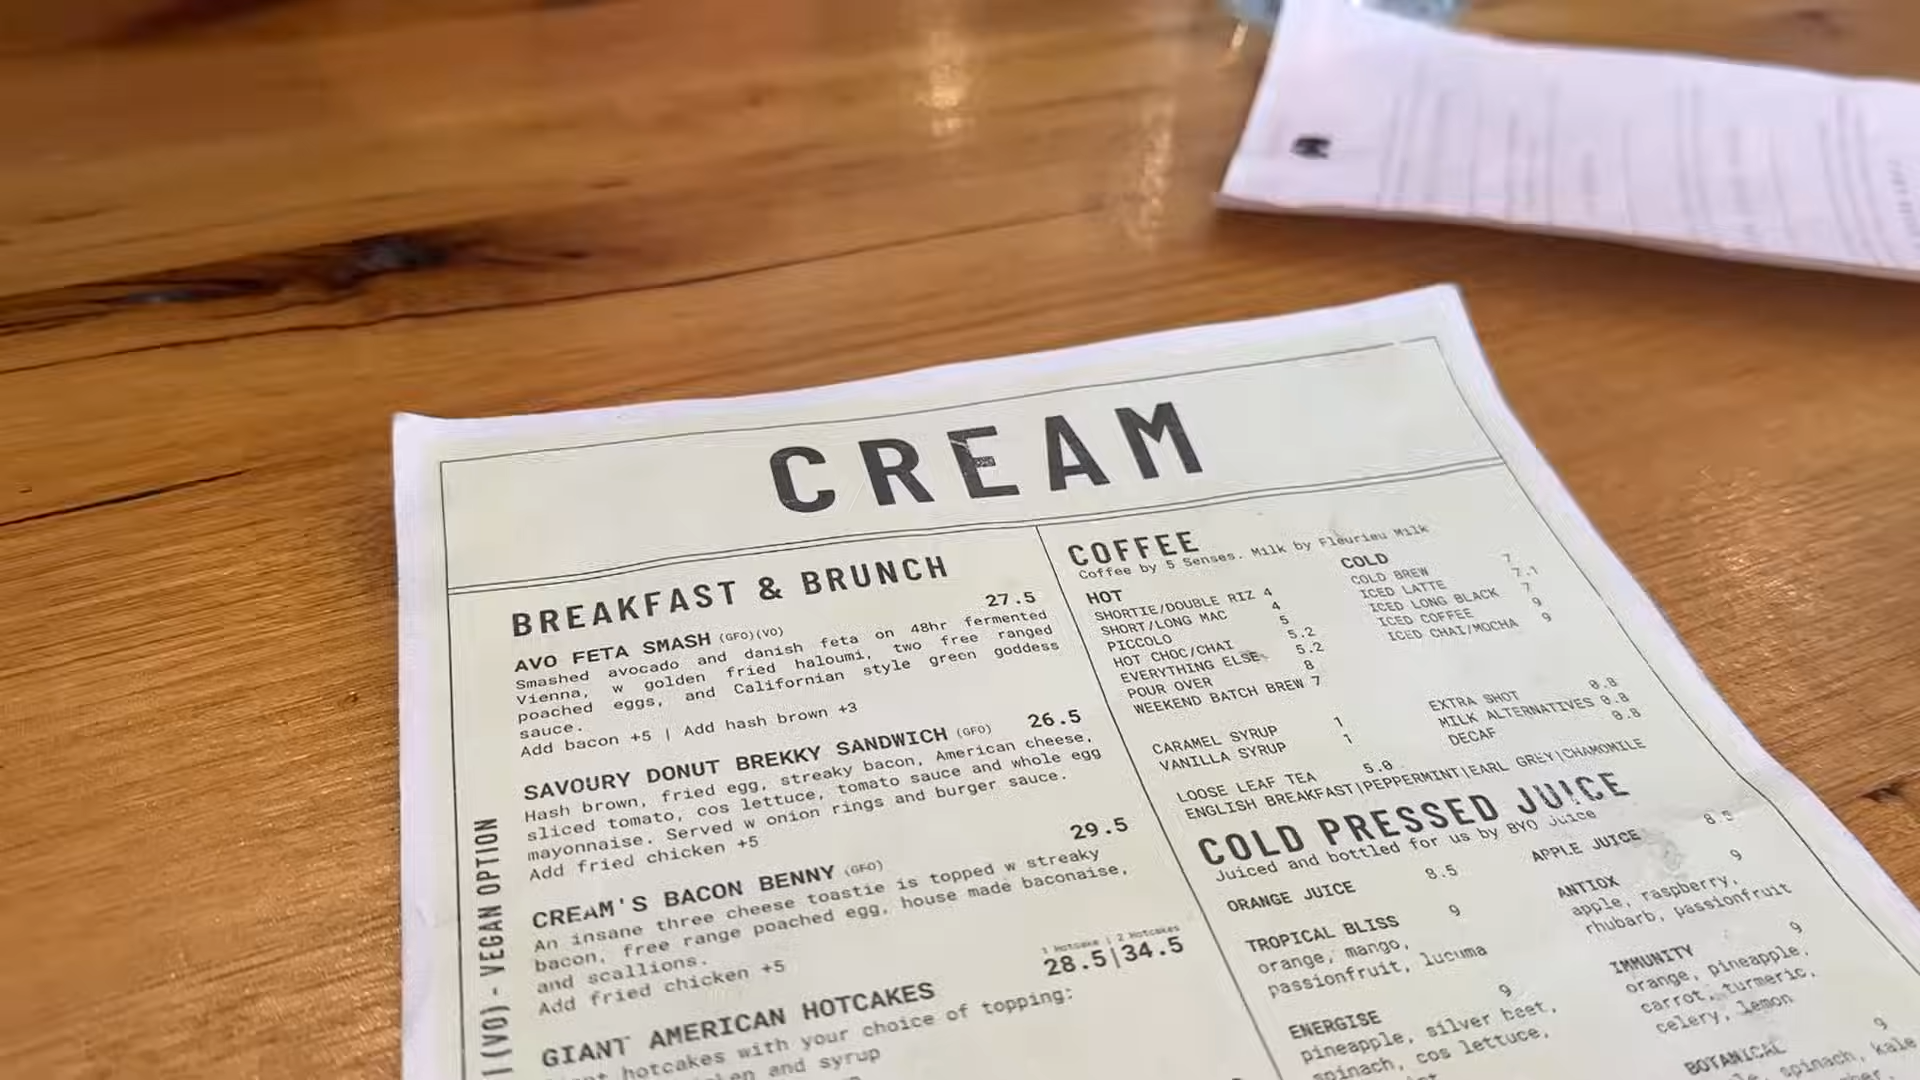 CREAM
BREAKFAST & BRUNCH
27.5
AVO FETA SMASH (GFO)(VO)
Smashed avocado and danish feta on 48hr fermented
Vienna, w golden fried haloumi, two free ranged
poached eggs, and Californian style green goddess
sauce.
Add bacon +5 | Add hash brown +3
SAVOURY DONUT BREKKY SANDWICH (GFO) 26.5
Hash brown, fried egg, streaky bacon, American cheese,
sliced tomato, cos lettuce, tomato sauce and whole egg
mayonnaise. Served w onion rings and burger sauce.
Add fried chicken +5
29.5
CREAM'S BACON BENNY (GFO)
An insane three cheese toastie is topped w streaky
bacon, free range poached egg, house made baconaise,
and scallions.
Add fried chicken +5
1 Hotcake | 2 Hotcakes
28.5|34.5
GIANT AMERICAN HOTCAKES
hotcakes with your choice of topping:
and syrup
(VO) - VEGAN OPTION
COFFEE
Coffee by 5 Senses. Milk by Fleurieu Milk
HOT
SHORTIE/DOUBLE RIZ 4
SHORT/LONG MAC 4
PICCOLO 5
HOT CHOC/CHAI 5.2
EVERYTHING ELSE 5.2
POUR OVER 8
WEEKEND BATCH BREW 7
CARAMEL SYRUP 1
VANILLA SYRUP 1
COLD
COLD BREW 7
ICED LATTE 7.1
ICED LONG BLACK 7
ICED COFFEE 9
ICED CHAI/MOCHA 9
EXTRA SHOT 0.8
MILK ALTERNATIVES 0.8
DECAF 0.8
LOOSE LEAF TEA 5.0
ENGLISH BREAKFAST|PEPPERMINT|EARL GREY|CHAMOMILE
COLD PRESSED JUICE
Juiced and bottled for us by BYO Juice
ORANGE JUICE 8.5
TROPICAL BLISS 9
orange, mango,
passionfruit, lucuma
ENERGISE 9
pineapple, silver beet,
spinach, cos lettuce,
APPLE JUICE 8.5
ANTIOX 9
apple, raspberry,
rhubarb, passionfruit
IMMUNITY 9
orange, pineapple,
carrot, turmeric,
celery, lemon
BOTANICAL 9
spinach, kale